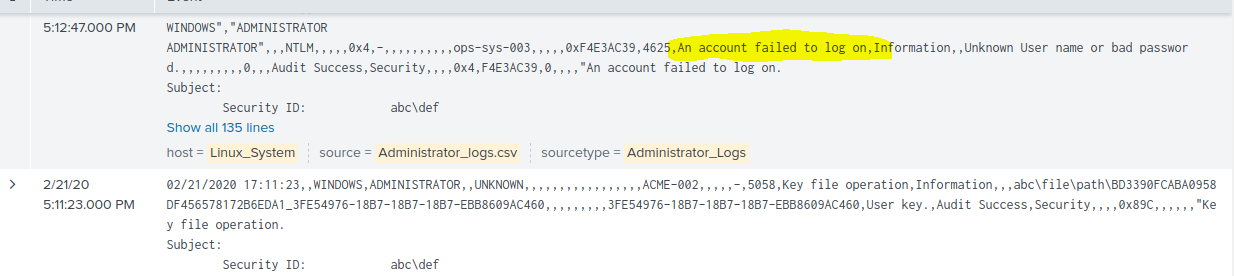 5:12:47.000 PM
WINDOWS","ADMINISTRATOR
ADMINISTRATOR",,,NTLM,,,,,0x4,-,,,,,,,,,,ops-sys-003,,,,,0xF4E3AC39,4625,An account failed to log on,Information,,Unknown User name or bad passwor
d.,,,,,,,,,0,,,Audit Success,Security,,,,0x4,F4E3AC39,0,,,,"An account failed to log on.
Subject:
Security ID: abc\def
Show all 135 lines
host = Linux_System source = Administrator_logs.csv sourcetype = Administrator_Logs
> 2/21/20 02/21/2020 17:11:23,,WINDOWS,ADMINISTRATOR,,UNKNOWN,,,,,,,,,,,,,,,,,,ACME-002,,,,,-,5058,Key file operation,Information,,,abc\file\path\BD3390FCABA0958
5:11:23.000 PM DF456578172B6EDA1_3FE54976-18B7-18B7-18B7-EBB8609AC460,,,,,,,,,,3FE54976-18B7-18B7-18B7-EBB8609AC460,User key.,Audit Success,Security,,,,0x89C,,,,,,"Ke
y file operation.
Subject:
Security ID: abc\def